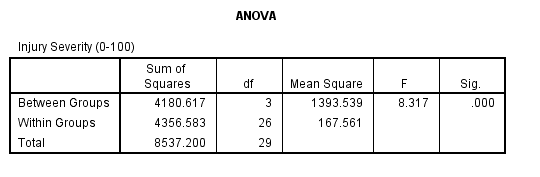 ANOVA
Injury Severity (0-100)
Sum of
Squares df Mean Square F Sig.
Between Groups 4180.617 3 1393.539 8.317 .000
Within Groups 4356.583 26 167.561
Total 8537.200 29